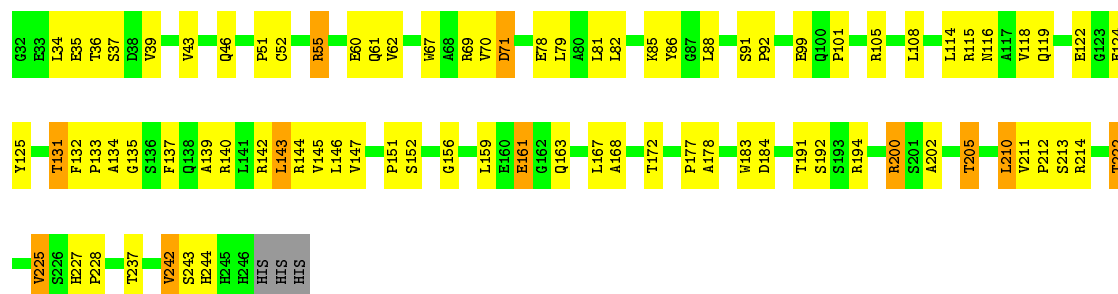 G32 E33 L34 E35 T36 S37 D38 V39 V43 Q46 P51 C52 R55 E60 Q61 V62 W67 A68 R69 V70 D71 E78 L79 A80 L81 L82 K85 Y86 G87 L88 S91 P92 E99 Q100 P101 R105 L108 L114 R115 N116 A117 V118 Q119 E122 G123
Y125 T131 F132 P133 A134 G135 S136 F137 Q138 A139 R140 L141 R142 L143 R144 V145 L146 V147 P151 S152 G156 L159 E160 E161 G162 Q163 L167 A168 T172 P177 A178 W183 D184 T191 S192 S193 R194 R200 S201 A202 T205 L210 V211 P212 S213 R214
V225 S226 H227 P228 T237 V242 S243 H244 H245 H246 HIS HIS HIS